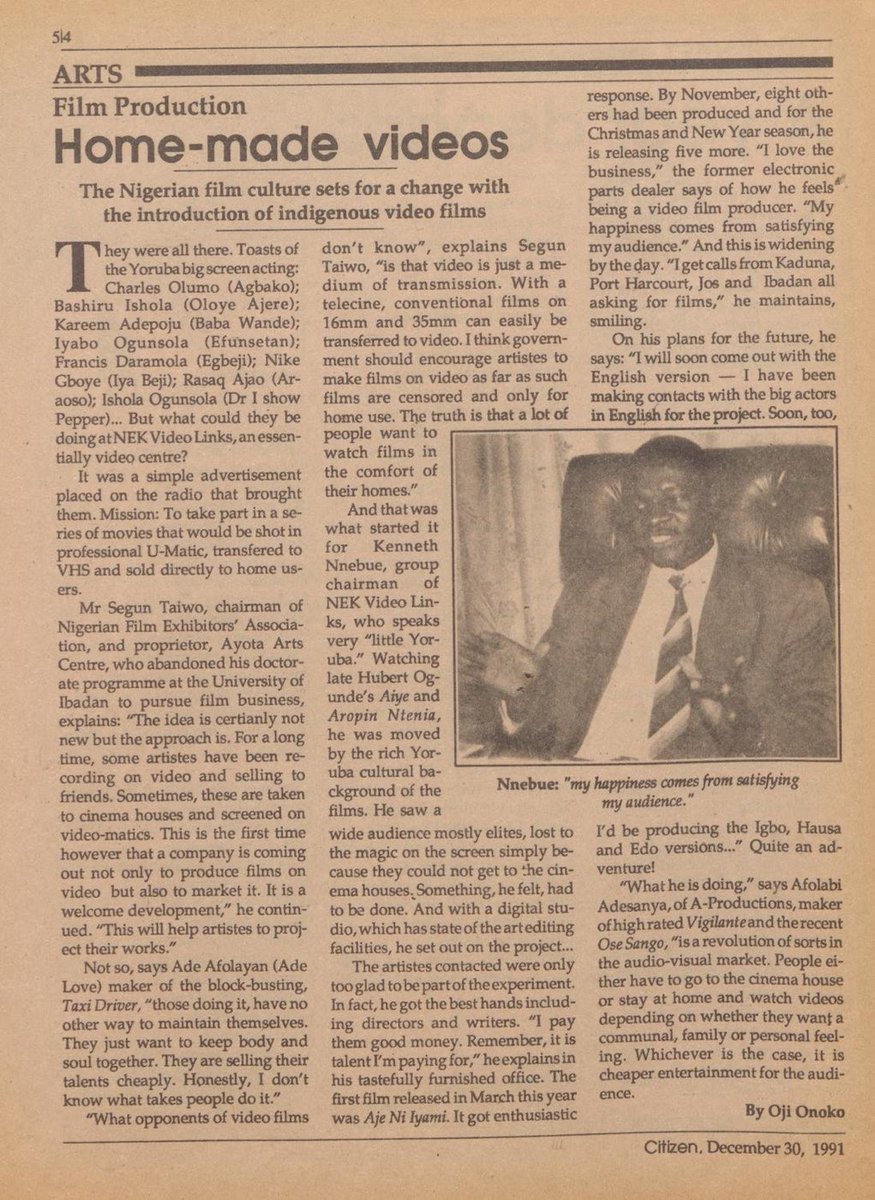 54
ARTS
Film Production
Home-made videos
The Nigerian film culture sets for a change with
the introduction of indigenous video films
They were all there. Toasts of
the Yoruba big screen acting:
Charles Olumo (Agbako);
Bashiru Ishola (Oloye Ajere);
Kareem Adepoju (Baba Wande);
Iyabo Ogunsola (Efunsetan);
Francis Daramola (Egbeji); Nike
Gboye (Iya Beji); Rasaq Ajao (Ar-
aoso); Ishola Ogunsola (Dr I show
Pepper)... But what could they be
doing at NEK Video Links, an essen-
tially video centre?
It was a simple advertisement
placed on the radio that brought
them. Mission: To take part in a se-
ries of movies that would be shot in
professional U-Matic, transfered to
VHS and sold directly to home us-
ers.
Mr Segun Taiwo, chairman of
Nigerian Film Exhibitors' Associa-
tion, and proprietor, Ayota Arts
Centre, who abandoned his doctor-
ate programme at the University of
Ibadan to pursue film business,
explains: "The idea is certianly not
new but the approach is. For a long
time, some artistes have been re-
cording on video and selling to
friends. Sometimes, these are taken
to cinema houses and screened on
video-matics. This is the first time
however that a company is coming
out not only to produce films on
video but also to market it. It is a
welcome development," he contin-
ued. "This will help artistes to proj-
ect their works."
Not so, says Ade Afolayan (Ade
Love) maker of the block-busting,
Taxi Driver, "those doing it, have no
other way to maintain themselves.
They just want to keep body and
soul together. They are selling their
talents cheaply. Honestly, I don't
know what takes people do it."
"What opponents of video films
don't know", explains Segun
Taiwo, "is that video is just a me-
dium of transmission. With a
telecine, conventional films on
16mm and 35mm can easily be
transferred to video. I think govern-
ment should encourage artistes to
make films on video as far as such
films are censored and only for
home use. The truth is that a lot of
people want to
watch films in
the comfort of
their homes."
And that was
what started it
for Kenneth
Nnebue, group
chairman of
NEK Video Lin-
ks, who speaks
very "little Yor-
uba." Watching
late Hubert Og-
unde's Aiye and
Aropin Ntenia,
he was moved
by the rich Yor-
uba cultural ba-
ckground of the
films. He saw a
wide audience mostly elites, lost to
the magic on the screen simply be-
cause they could not get to the cin-
ema houses. Something, he felt, had
to be done. And with a digital stu-
dio, which has state of the art editing
facilities, he set out on the project...
The artistes contacted were only
too glad to be part of the experiment.
In fact, he got the best hands includ-
ing directors and writers. "I pay
them good money. Remember, it is
talent I'm paying for," he explains in
his tastefully furnished office. The
first film released in March this year
was Aje Ni Iyami. It got enthusiastic
response. By November, eight oth-
ers had been produced and for the
Christmas and New Year season, he
is releasing five more. "I love the
business," the former electronic
parts dealer says of how he feels
being a video film producer. "My
happiness comes from satisfying
my audience." And this is widening
by the day. "I get calls from Kaduna,
Port Harcourt, Jos and Ibadan all
asking for films," he maintains,
smiling.
On his plans for the future, he
says: "I will soon come out with the
English version — I have been
making contacts with the big actors
in English for the project. Soon, too,
Nnebue: "my happiness comes from satisfying
my audience."
I'd be producing the Igbo, Hausa
and Edo versions..." Quite an ad-
venture!
"What he is doing," says Afolabi
Adesanya, of A-Productions, maker
of high rated Vigilante and the recent
Ose Sango, "is a revolution of sorts in
the audio-visual market. People ei-
ther have to go to the cinema house
or stay at home and watch videos
depending on whether they want a
communal, family or personal feel-
ing. Whichever is the case, it is
cheaper entertainment for the audi-
ence.
By Oji Onoko
Citizen, December 30, 1991